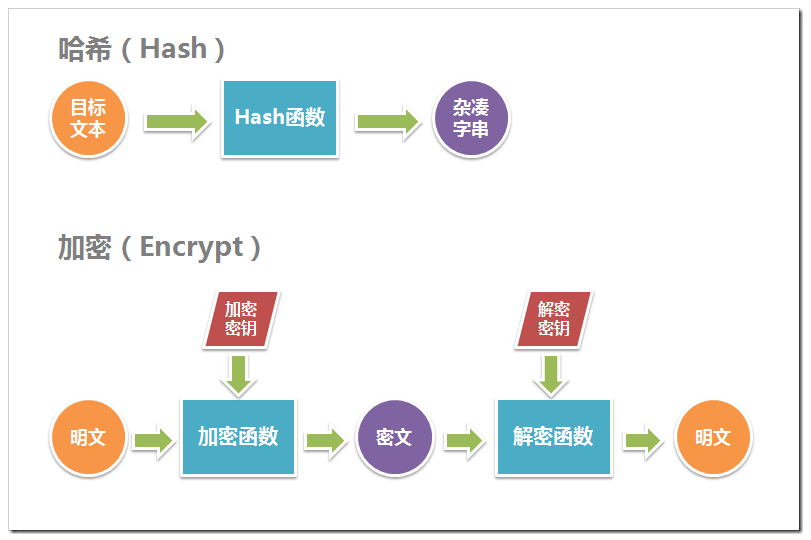 哈希（Hash）
目标
文本
Hash函数
杂凑
字串
加密（Encrypt）
加密
密钥
解密
密钥
明文
加密函数
密文
解密函数
明文